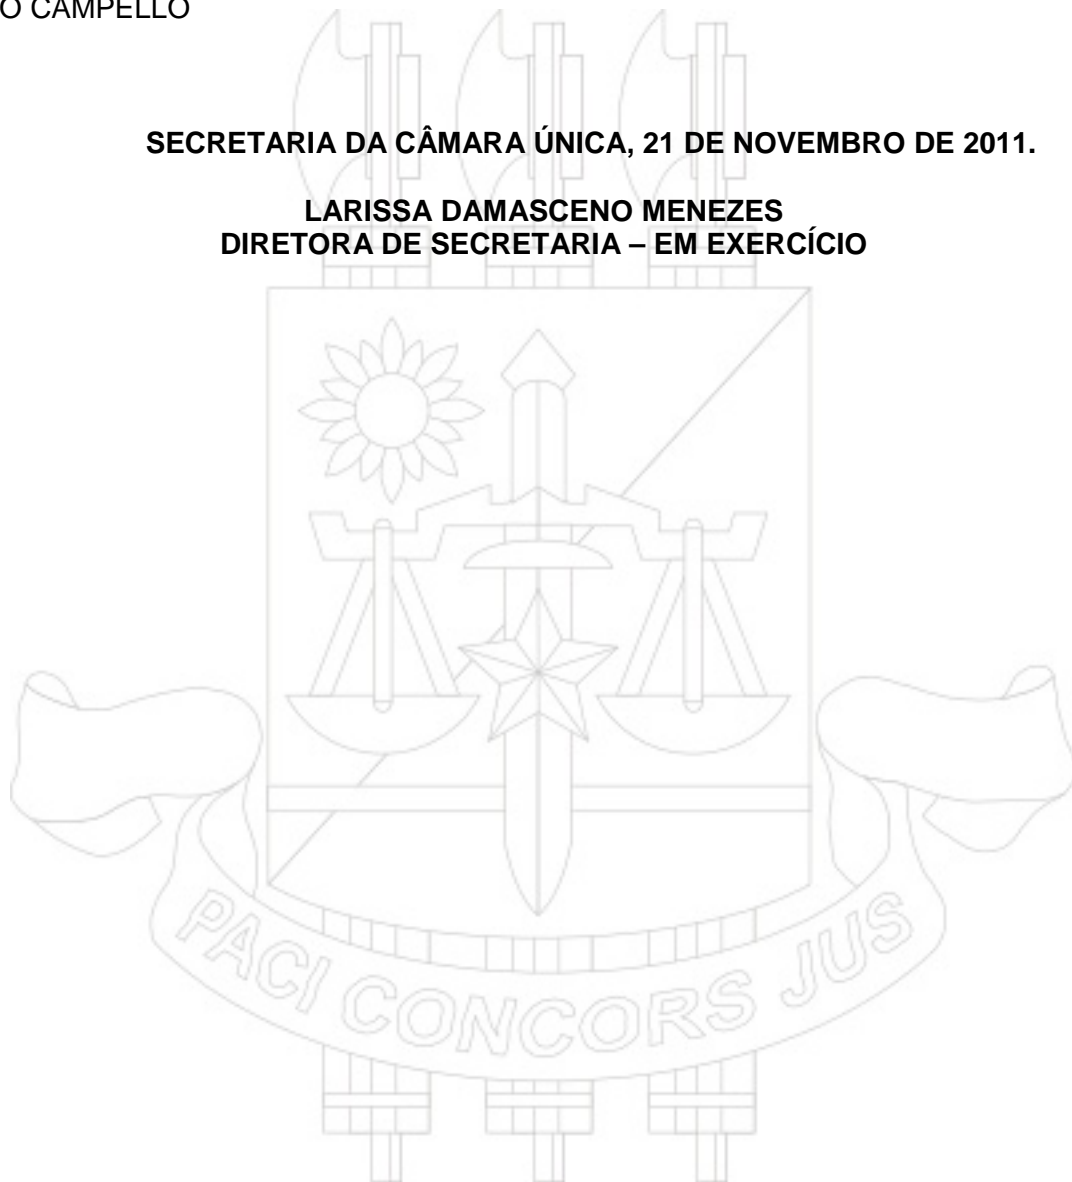 O CAMPELLO
SECRETARIA DA CÂMARA ÚNICA, 21 DE NOVEMBRO DE 2011.
LARISSA DAMASCENO MENEZES
DIRETORA DE SECRETARIA – EM EXERCÍCIO
PACI CONCORS JUS